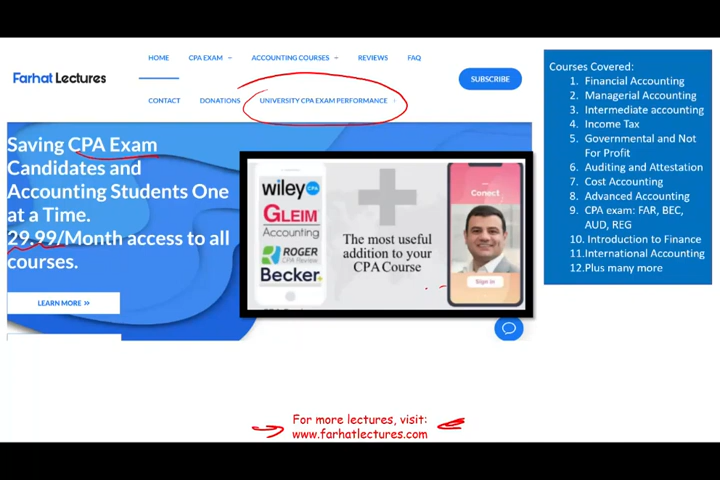 HOME CPA EXAM ACCOUNTING COURSES REVIEWS FAQ
Farhat Lectures
SUBSCRIBE
CONTACT DONATIONS UNIVERSITY CPA EXAM PERFORMANCE
Saving CPA Exam
Candidates and
Accounting Students One
at a Time.
29.99/Month access to all
courses.
LEARN MORE »
wiley CPA
GLEIM
Accounting
ROGER
CPA Review
Becker.
The most useful
addition to your
CPA Course
Conect
Sign in
Courses Covered:
1. Financial Accounting
2. Managerial Accounting
3. Intermediate accounting
4. Income Tax
5. Governmental and Not
For Profit
6. Auditing and Attestation
7. Cost Accounting
8. Advanced Accounting
9. CPA exam: FAR, BEC,
AUD, REG
10. Introduction to Finance
11.International Accounting
12.Plus many more
For more lectures, visit:
www.farhatlectures.com